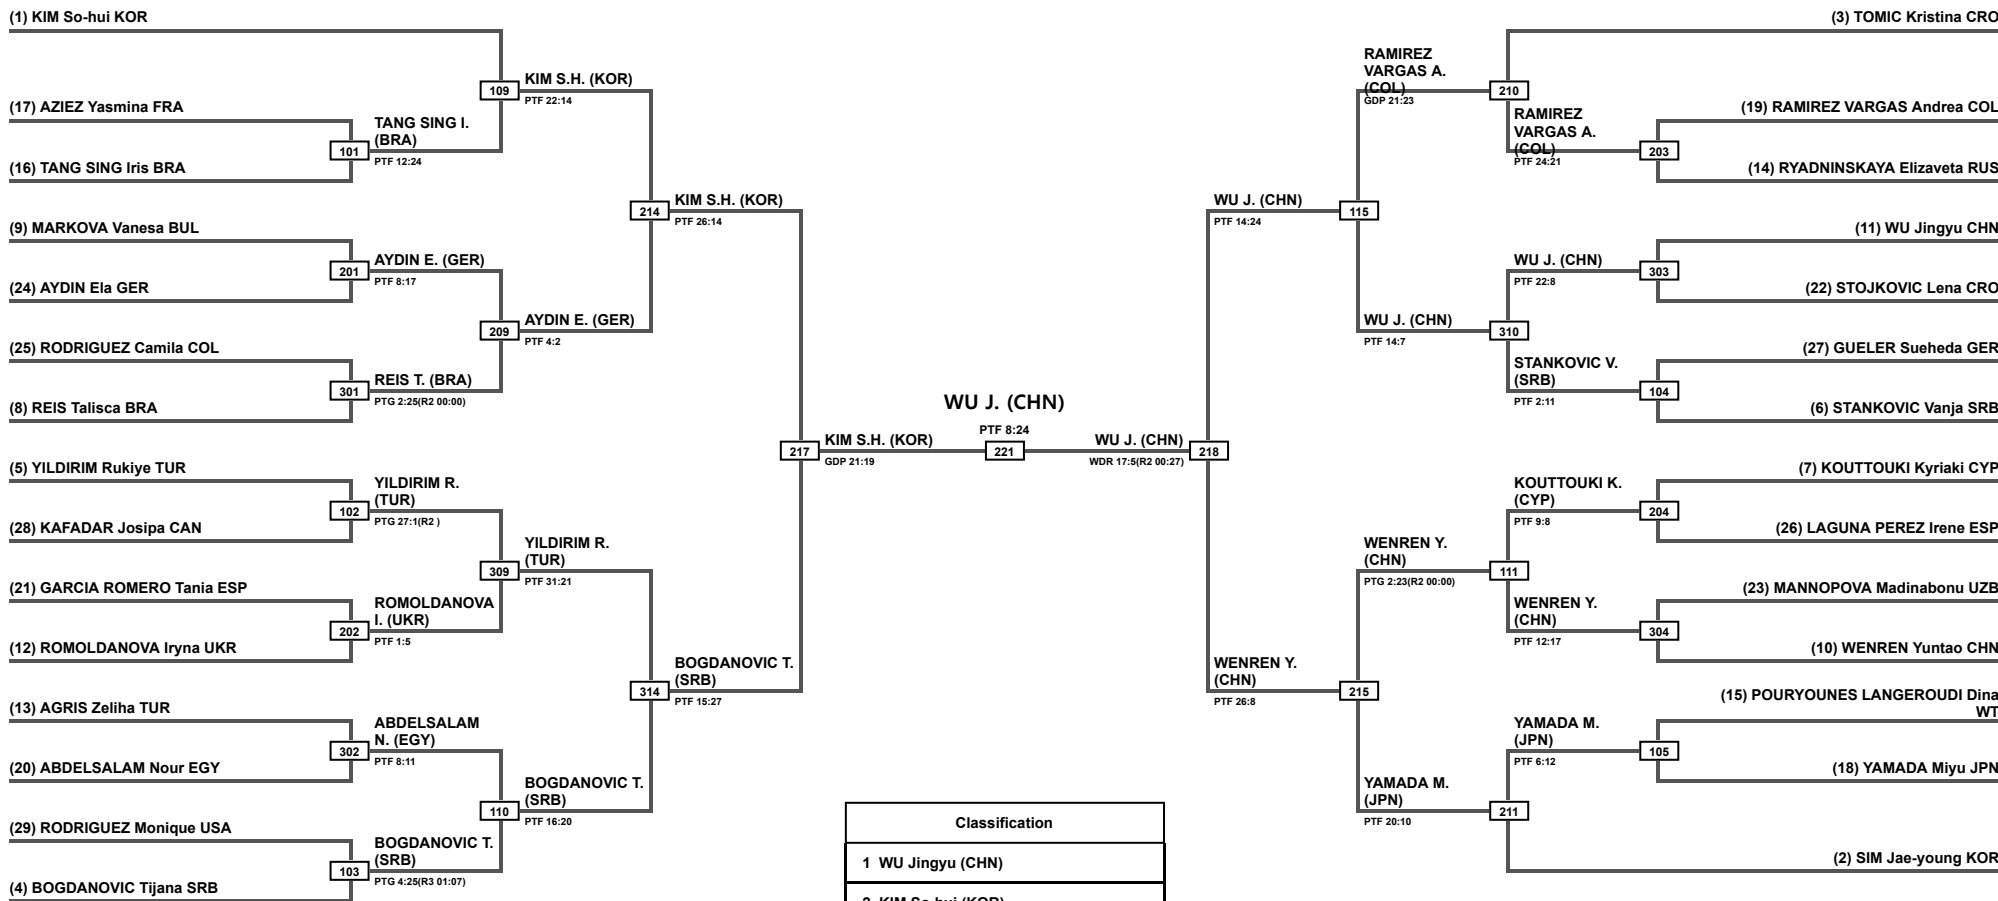 (1) KIM So-hui KOR
(17) AZIEZ Yasmina FRA
(16) TANG SING Iris BRA
(9) MARKOVA Vanesa BUL
(24) AYDIN Ela GER
(25) RODRIGUEZ Camila COL
(8) REIS Talisca BRA
(5) YILDIRIM Rukiye TUR
(28) KAFADAR Josipa CAN
(21) GARCIA ROMERO Tania ESP
(12) ROMOLDANOVA Iryna UKR
(13) AGRIS Zeliha TUR
(20) ABDELSALAM Nour EGY
(29) RODRIGUEZ Monique USA
(4) BOGDANOVIC Tijana SRB
101
TANG SING I.
(BRA)
PTF 12:24
201
AYDIN E. (GER)
PTF 8:17
301
REIS T. (BRA)
PTG 2:25(R2 00:00)
102
YILDIRIM R.
(TUR)
PTG 27:1(R2 )
202
ROMOLDANOVA
I. (UKR)
PTF 1:5
302
ABDELSALAM
N. (EGY)
PTF 8:11
103
BOGDANOVIC T.
(SRB)
PTG 4:25(R3 01:07)
109
KIM S.H. (KOR)
PTF 22:14
209
AYDIN E. (GER)
PTF 4:2
309
YILDIRIM R.
(TUR)
PTF 31:21
110
BOGDANOVIC T.
(SRB)
PTF 16:20
214
KIM S.H. (KOR)
PTF 26:14
314
BOGDANOVIC T.
(SRB)
PTF 15:27
217
KIM S.H. (KOR)
GDP 21:19
WU J. (CHN)
PTF 8:24
221
WU J. (CHN)
WDR 17:5(R2 00:27)
218
WU J. (CHN)
PTF 14:24
115
WENREN Y.
(CHN)
PTF 26:8
215
RAMIREZ
VARGAS A.
(COL)
GDP 21:23
210
WU J. (CHN)
PTF 14:7
310
WENREN Y.
(CHN)
PTG 2:23(R2 00:00)
111
YAMADA M.
(JPN)
PTF 20:10
211
RAMIREZ
VARGAS A.
(COL)
PTF 24:21
203
WU J. (CHN)
PTF 22:8
303
STANKOVIC V.
(SRB)
PTF 2:11
104
KOUTTOUKI K.
(CYP)
PTF 9:8
204
WENREN Y.
(CHN)
PTF 12:17
304
YAMADA M.
(JPN)
PTF 6:12
105
(3) TOMIC Kristina CRO
(19) RAMIREZ VARGAS Andrea COL
(14) RYADNINSKAYA Elizaveta RUS
(11) WU Jingyu CHN
(22) STOJKOVIC Lena CRO
(27) GUELER Sueheda GER
(6) STANKOVIC Vanja SRB
(7) KOUTTOUKI Kyriaki CYP
(26) LAGUNA PEREZ Irene ESP
(23) MANNOPOVA Madinabonu UZB
(10) WENREN Yuntao CHN
(15) POURYOUNES LANGEROUDI Dina
WT
(18) YAMADA Miyu JPN
(2) SIM Jae-young KOR
Classification
1 WU Jingyu (CHN)
2 KIM So-hui (KOR)